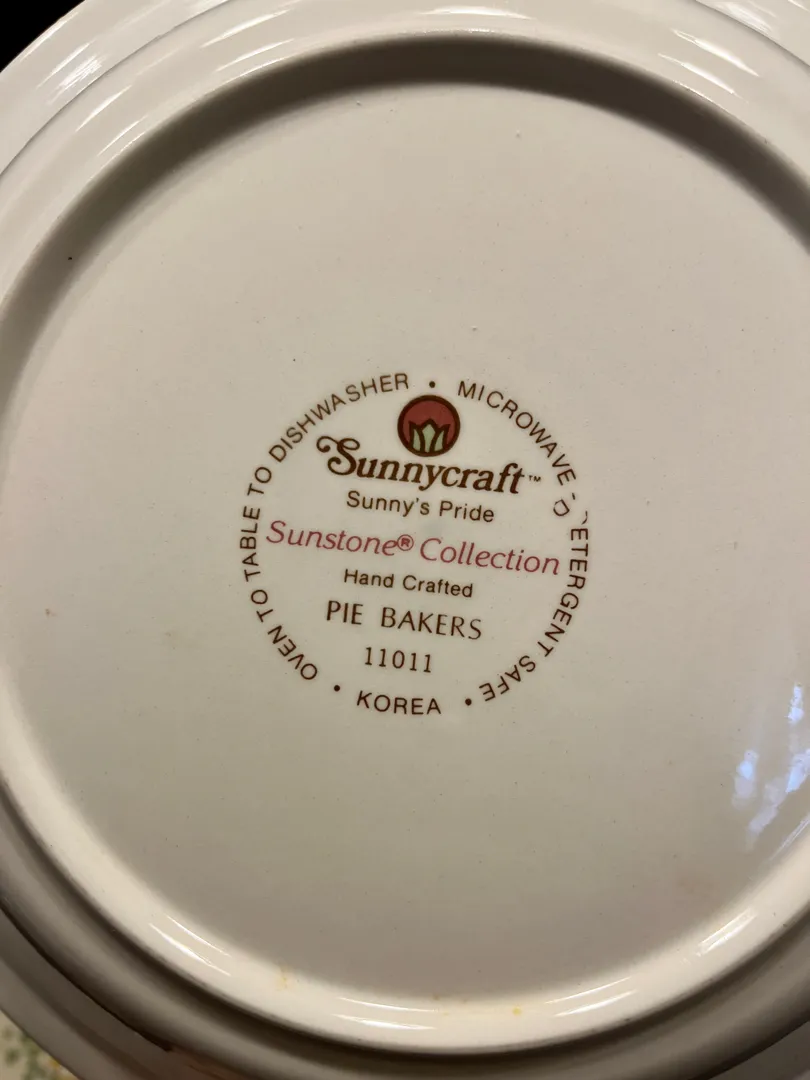 OVEN TO TABLE TO DISHWASHER • MICROWAVE - DETERGENT SAFE •
Sunnycraft™
Sunny's Pride
Sunstone® Collection
Hand Crafted
PIE BAKERS
11011
• KOREA